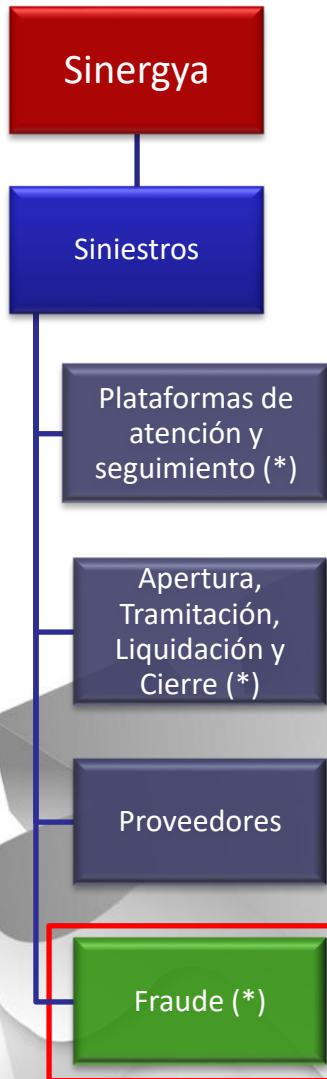 Sinergya
Siniestros
Plataformas de
atención y
seguimiento (*)
Apertura,
Tramitación,
Liquidación y
Cierre (*)
Proveedores
Fraude (*)